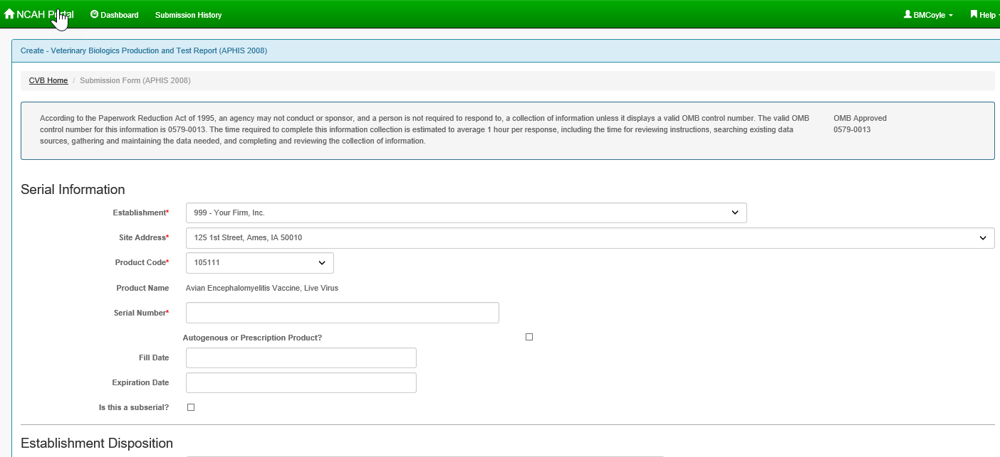 NCAH Portal Dashboard Submission History BMCoyle Help
Create - Veterinary Biologics Production and Test Report (APHIS 2008)
CVB Home / Submission Form (APHIS 2008)
According to the Paperwork Reduction Act of 1995, an agency may not conduct or sponsor, and a person is not required to respond to, a collection of information unless it displays a valid OMB control number. The valid OMB
control number for this information is 0579-0013. The time required to complete this information collection is estimated to average 1 hour per response, including the time for reviewing instructions, searching existing data
sources, gathering and maintaining the data needed, and completing and reviewing the collection of information.
OMB Approved
0579-0013
Serial Information
Establishment* 999 - Your Firm, Inc.
Site Address* 125 1st Street, Ames, IA 50010
Product Code* 105111
Product Name Avian Encephalomyelitis Vaccine, Live Virus
Serial Number*
Autogenous or Prescription Product?
Fill Date
Expiration Date
Is this a subserial?
Establishment Disposition